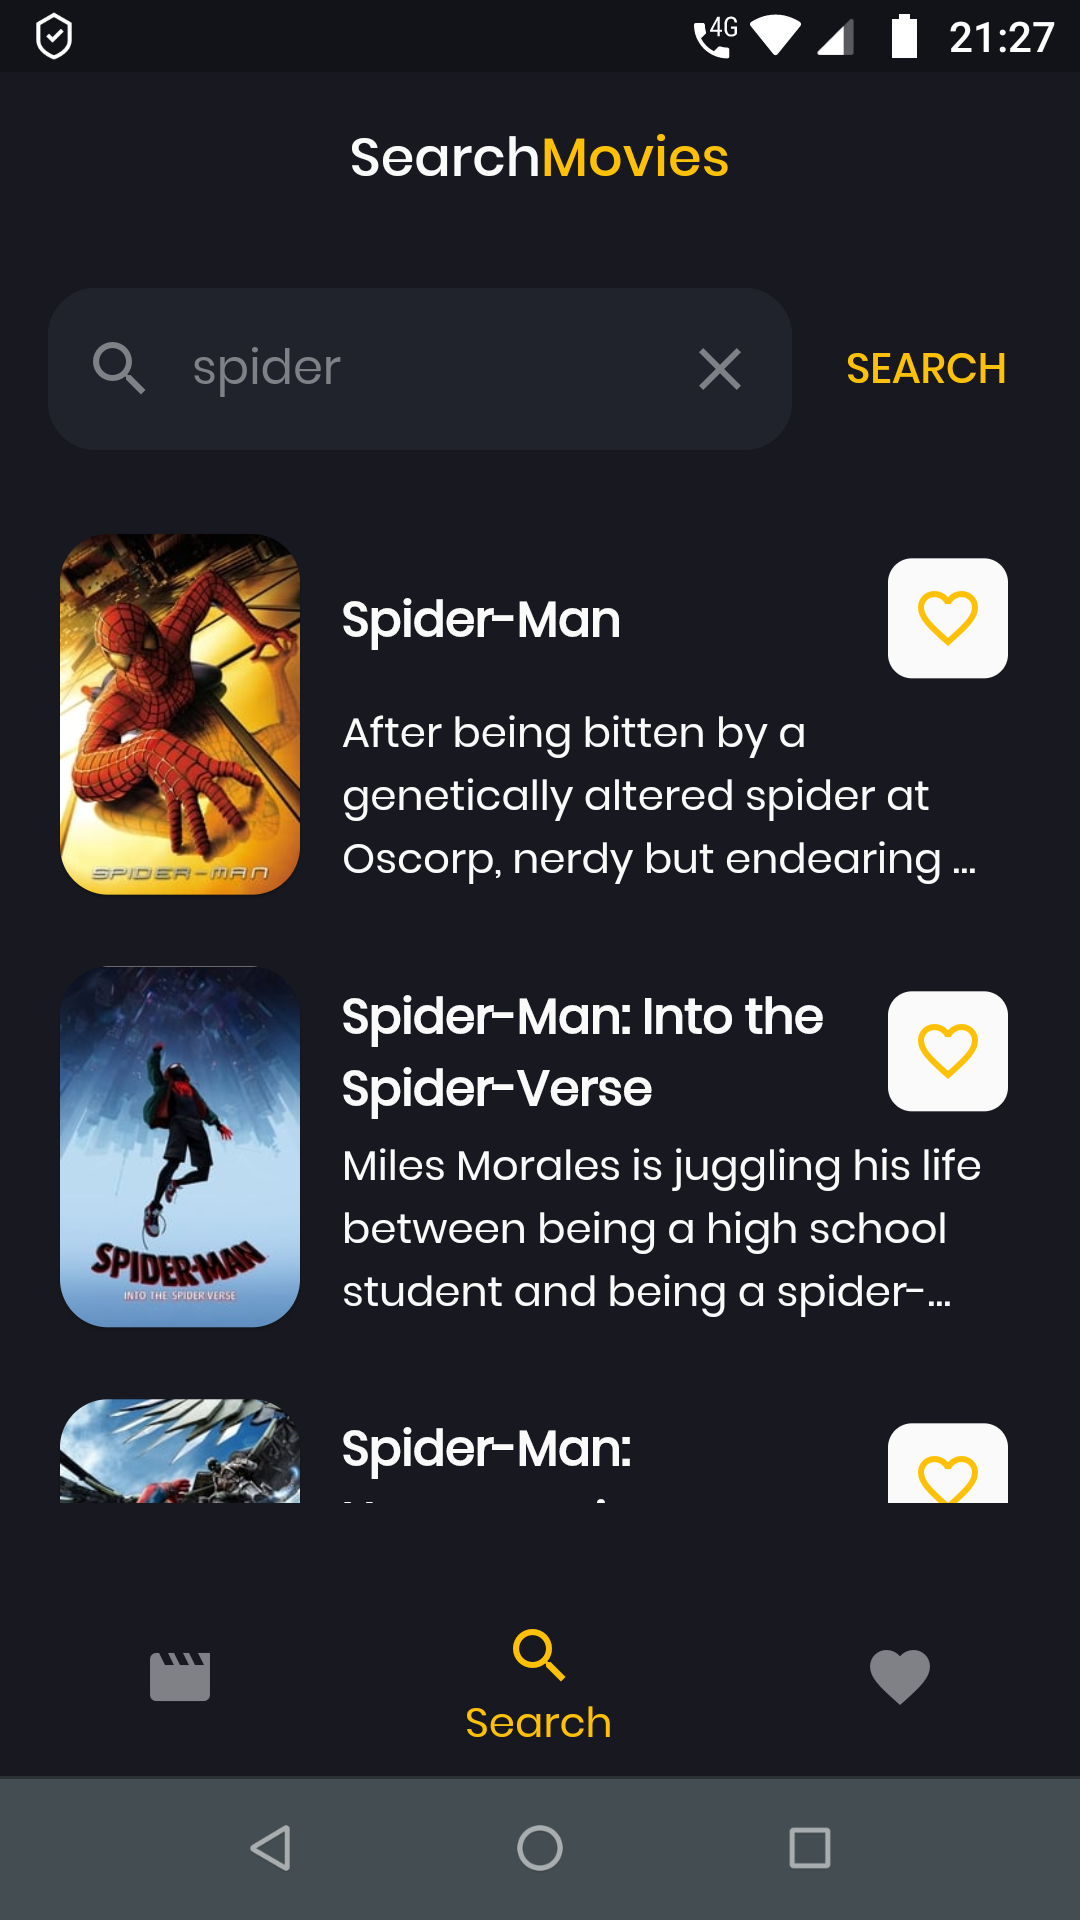 4G 21:27
SearchMovies
spider
SEARCH
SPIDER-MAN
Spider-Man
After being bitten by a
genetically altered spider at
Oscorp, nerdy but endearing ...
SPIDER-MAN
INTO THE SPIDER-VERSE
Spider-Man: Into the
Spider-Verse
Miles Morales is juggling his life
between being a high school
student and being a spider-...
Spider-Man:
Search